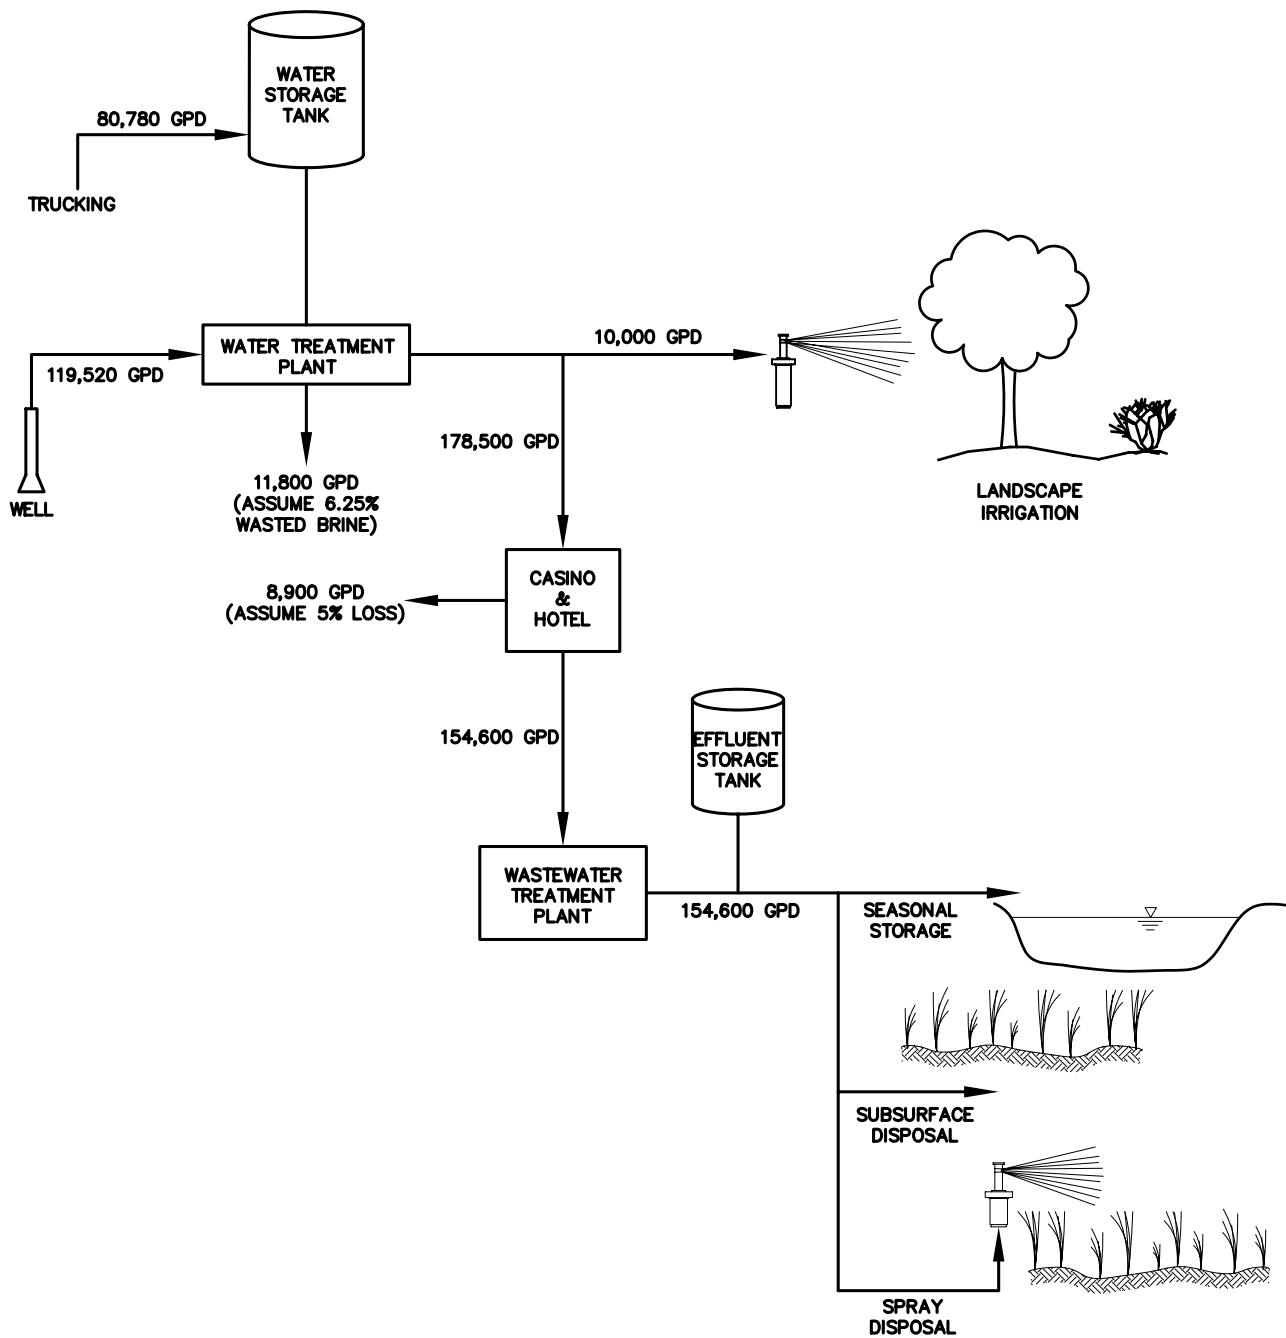 WATER
STORAGE
TANK
80,780 GPD
TRUCKING
WATER TREATMENT
PLANT
10,000 GPD
119,520 GPD
178,500 GPD
11,800 GPD
(ASSUME 6.25%
WASTED BRINE)
WELL
LANDSCAPE
IRRIGATION
CASINO
&
HOTEL
8,900 GPD
(ASSUME 5% LOSS)
154,600 GPD
EFFLUENT
STORAGE
TANK
WASTEWATER
TREATMENT
PLANT
154,600 GPD
SEASONAL
STORAGE
SUBSURFACE
DISPOSAL
SPRAY
DISPOSAL